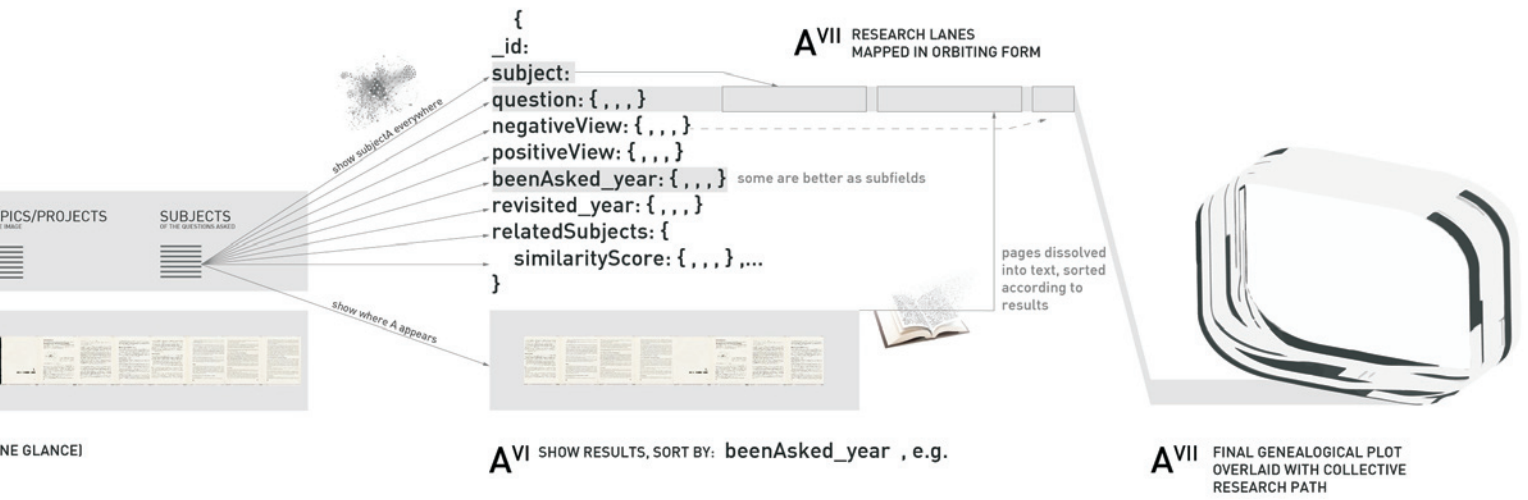 {
_id:
subject:
question: { , , , }
negativeView: { , , , }
positiveView: { , , , }
beenAsked_year: { , , , }
some are better as subfields
revisited_year: { , , , }
relatedSubjects: {
similarityScore: { , , , } ,...
}
A^VII RESEARCH LANES
MAPPED IN ORBITING FORM
show subjectA everywhere
PICS/PROJECTS
E IMAGE
SUBJECTS
OF THE QUESTIONS ASKED
show where A appears
pages dissolved
into text, sorted
according to
results
NE GLANCE)
A^VI SHOW RESULTS, SORT BY: beenAsked_year , e.g.
A^VII FINAL GENEALOGICAL PLOT
OVERLAID WITH COLLECTIVE
RESEARCH PATH